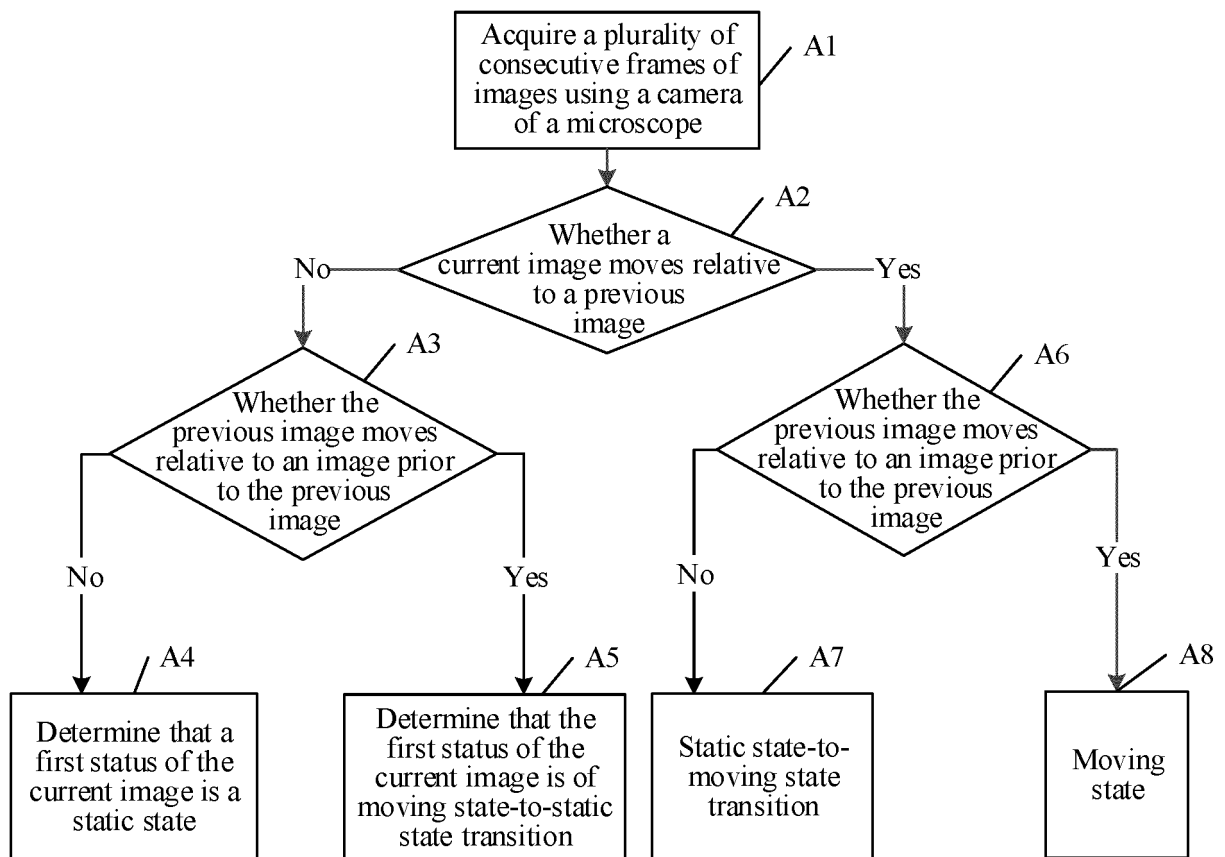 Acquire a plurality of
consecutive frames of
images using a camera
of a microscope
A1
Whether a
current image moves relative
to a previous
image
A2
No
Yes
Whether the
previous image moves
relative to an image prior
to the previous
image
A3
Whether the
previous image moves
relative to an image prior
to the previous
image
A6
No
Yes
No
Yes
A4
Determine that a
first status of the
current image is a
static state
A5
Determine that the
first status of the
current image is of
moving state-to-static
state transition
A7
Static state-to-
moving state
transition
A8
Moving
state